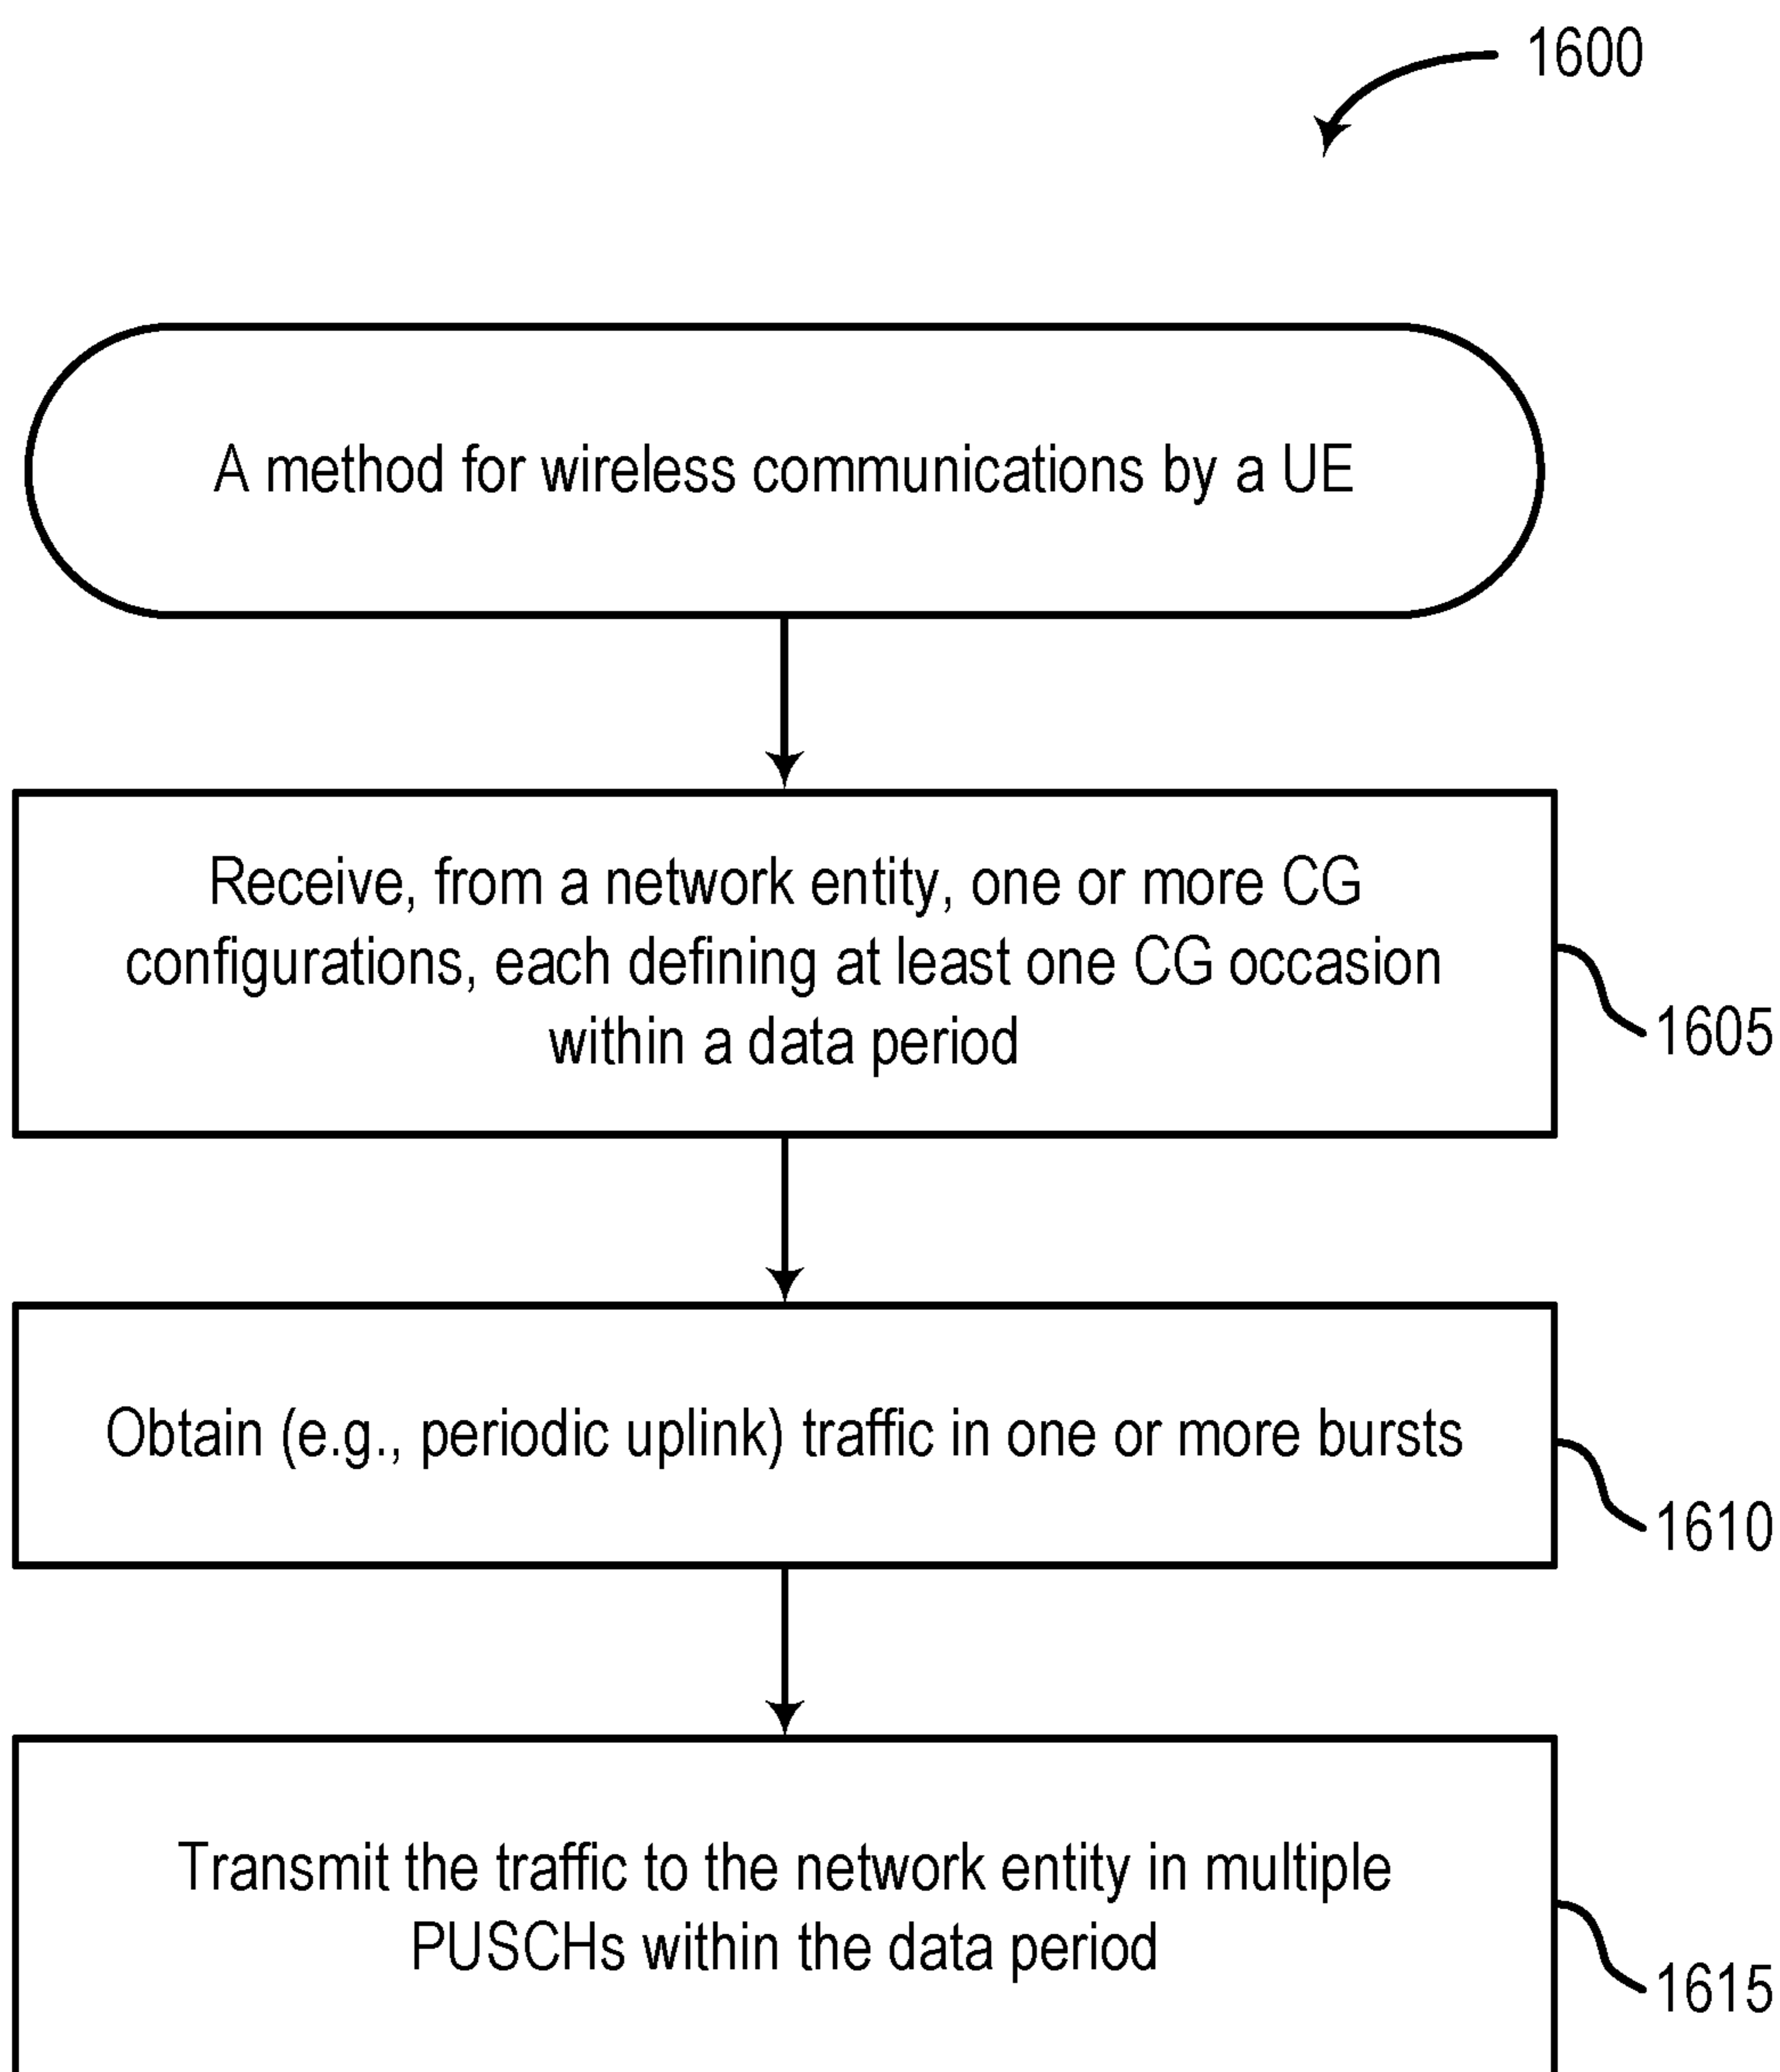 1600
A method for wireless communications by a UE
Receive, from a network entity, one or more CG
configurations, each defining at least one CG occasion
within a data period
1605
Obtain (e.g., periodic uplink) traffic in one or more bursts
1610
Transmit the traffic to the network entity in multiple
PUSCHs within the data period
1615